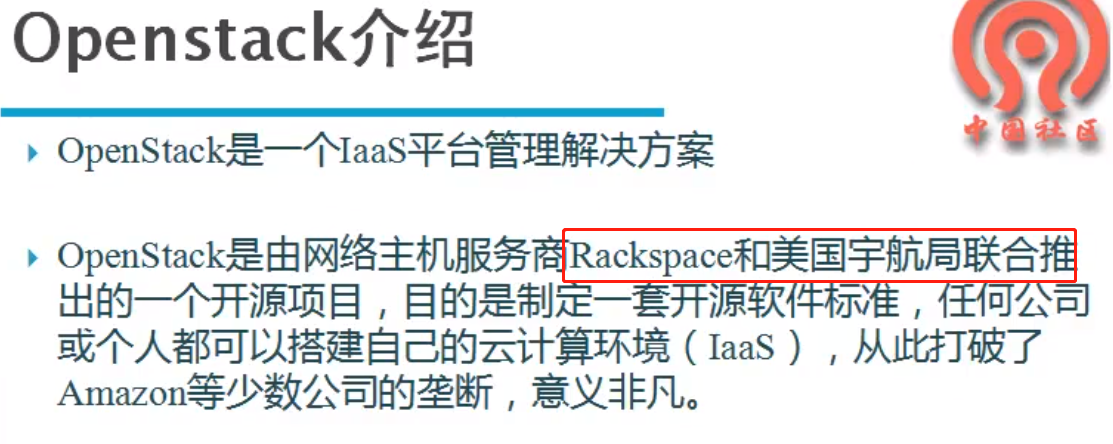 Openstack介绍
中国社区
OpenStack是一个IaaS平台管理解决方案
OpenStack是由网络主机服务商Rackspace和美国宇航局联合推
出的一个开源项目，目的是制定一套开源软件标准，任何公司
或个人都可以搭建自己的云计算环境（IaaS），从此打破了
Amazon等少数公司的垄断，意义非凡。